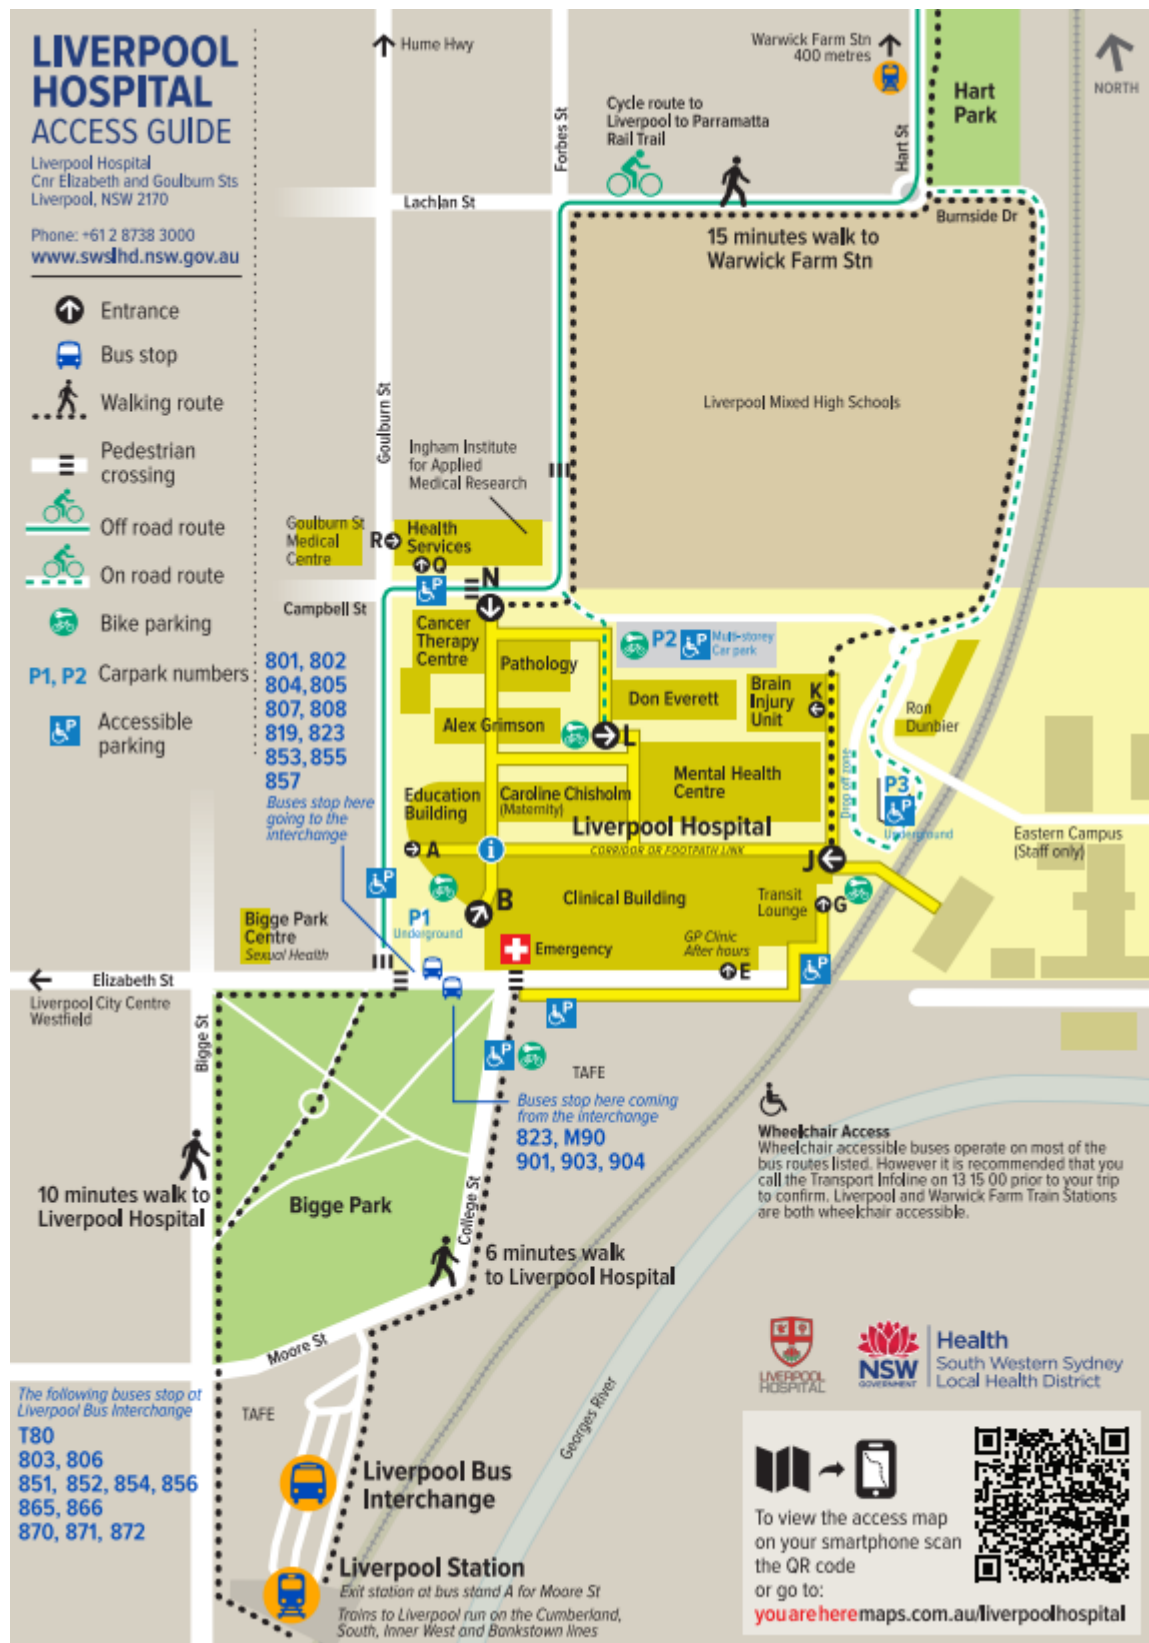 LIVERPOOL
HOSPITAL
ACCESS GUIDE
Liverpool Hospital
Cnr Elizabeth and Goulburn Sts
Liverpool, NSW 2170
Phone: +61 2 8738 3000
www.swslhd.nsw.gov.au
Entrance
Bus stop
Walking route
Pedestrian
crossing
Off road route
On road route
Bike parking
P1, P2 Carpark numbers
P
Accessible
parking
Hume Hwy
Forbes St
Warwick Farm Stn
400 metres
Hart St
Hart
Park
NORTH
Cycle route to
Liverpool to Parramatta
Rail Trail
Lachlan St
Burnside Dr
15 minutes walk to
Warwick Farm Stn
Liverpool Mixed High Schools
Goulburn St
Ingham Institute
for Applied
Medical Research
Goulburn St
Medical
Centre
R
Health
Services
Q
P
N
Campbell St
Cancer
Therapy
Centre
Pathology
P2
P
Multi-storey
Car park
Don Everett
Brain
Injury
Unit
K
Ron
Dunbier
Alex Grimson
L
Mental Health
Centre
Drop off zone
P3
P
Underground
Eastern Campus
(Staff only)
Education
Building
Caroline Chisholm
(Maternity)
Liverpool Hospital
CORRIDOR OR FOOTPATH LINK
A
i
J
B
Clinical Building
Transit
Lounge
G
P
P1
Underground
Emergency
GP Clinic
After hours
E
P
P
P
801, 802
804, 805
807, 808
819, 823
853, 855
857
Buses stop here
going to the
interchange
Bigge Park
Centre
Sexual Health
Elizabeth St
Liverpool City Centre
Westfield
Bigge St
TAFE
Buses stop here coming
from the interchange
823, M90
901, 903, 904
Wheelchair Access
Wheelchair accessible buses operate on most of the
bus routes listed. However it is recommended that you
call the Transport Infoline on 13 15 00 prior to your trip
to confirm. Liverpool and Warwick Farm Train Stations
are both wheelchair accessible.
10 minutes walk to
Liverpool Hospital
Bigge Park
College St
6 minutes walk
to Liverpool Hospital
Moore St
The following buses stop at
Liverpool Bus Interchange
T80
803, 806
851, 852, 854, 856
865, 866
870, 871, 872
TAFE
Liverpool Bus
Interchange
Georges River
Liverpool Station
Exit station at bus stand A for Moore St
Trains to Liverpool run on the Cumberland,
South, Inner West and Bankstown lines
LIVERPOOL
HOSPITAL
NSW
GOVERNMENT
Health
South Western Sydney
Local Health District
To view the access map
on your smartphone scan
the QR code
or go to:
youareheremaps.com.au/liverpoolhospital